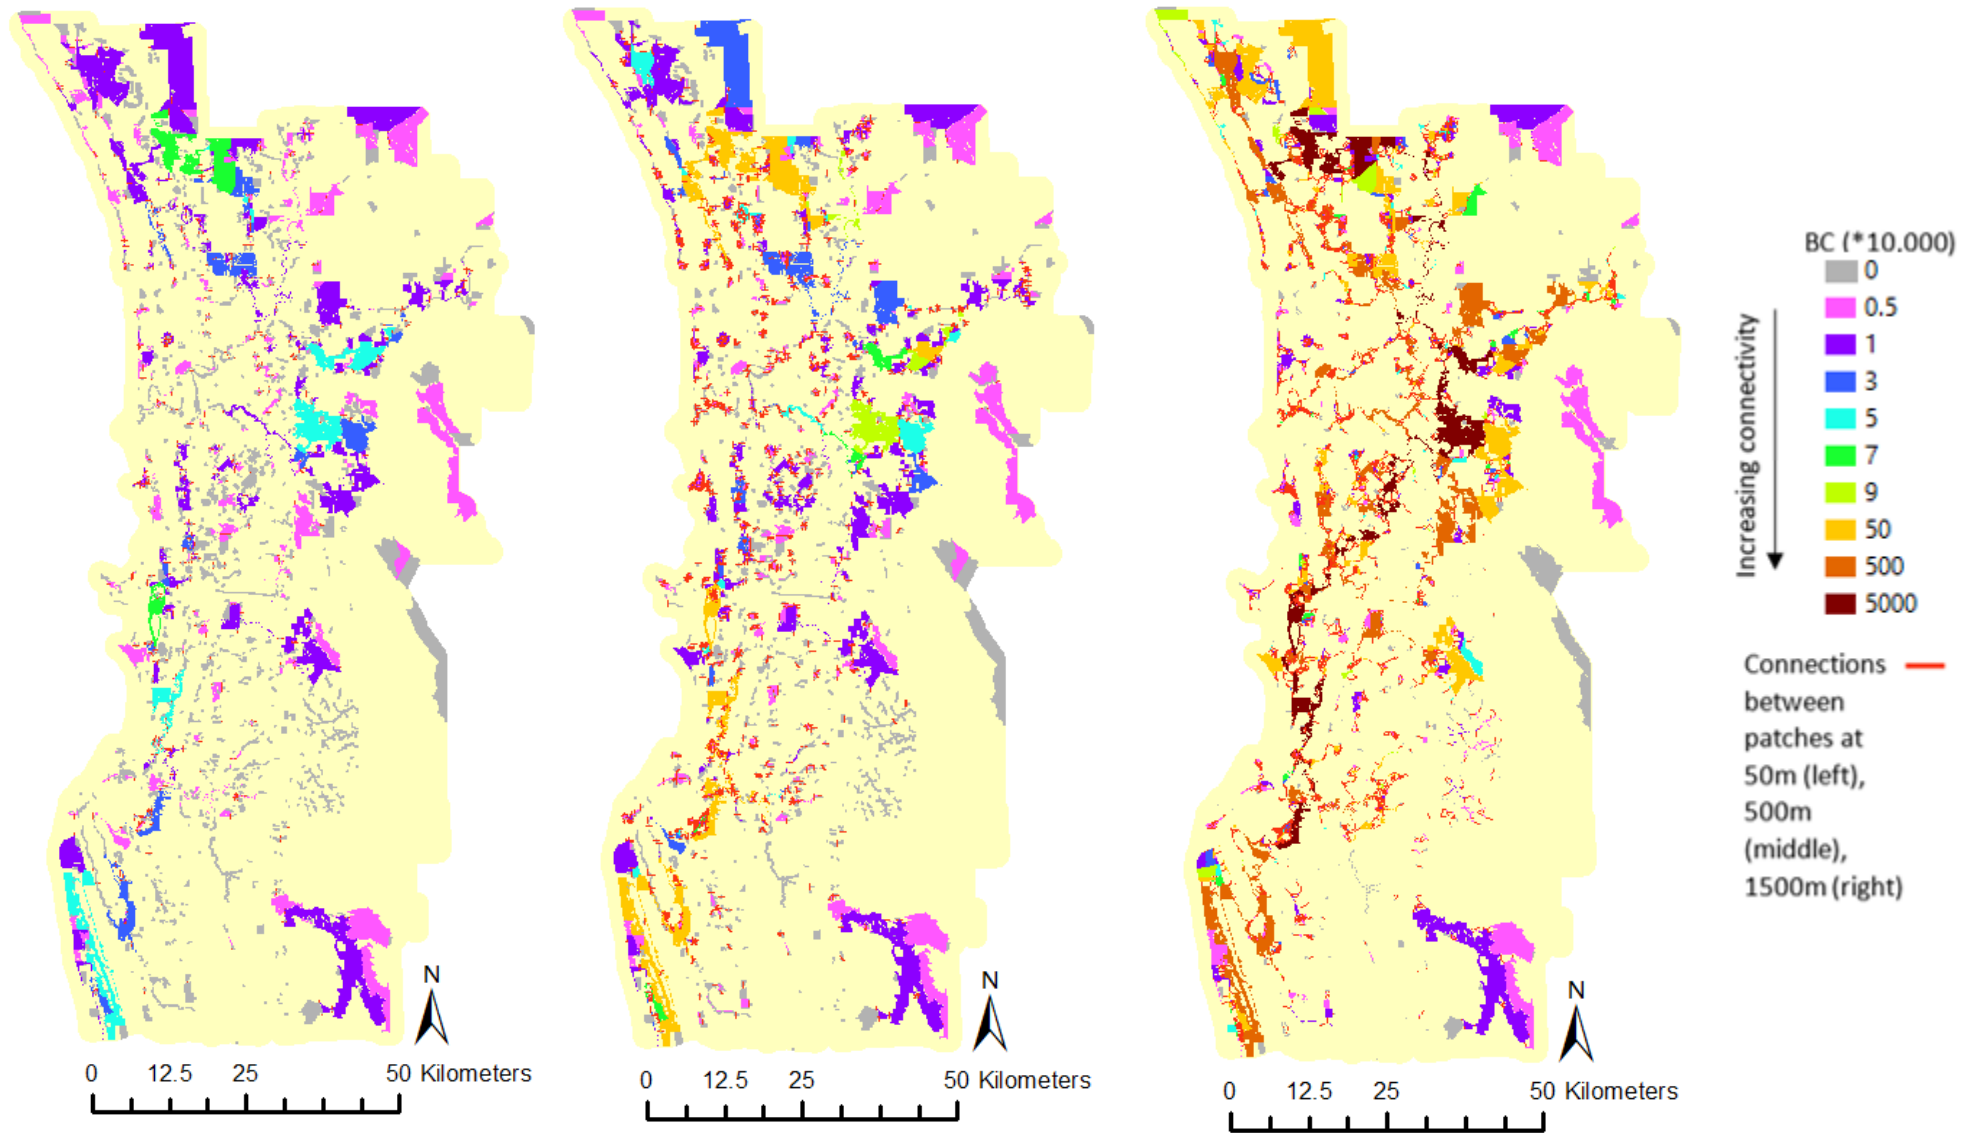 BC (*10.000)
0
0.5
1
3
5
7
9
50
500
5000
Increasing connectivity
Connections
between
patches at
50m (left),
500m
(middle),
1500m (right)
N
0 12.5 25 50 Kilometers
N
0 12.5 25 50 Kilometers
N
0 12.5 25 50 Kilometers